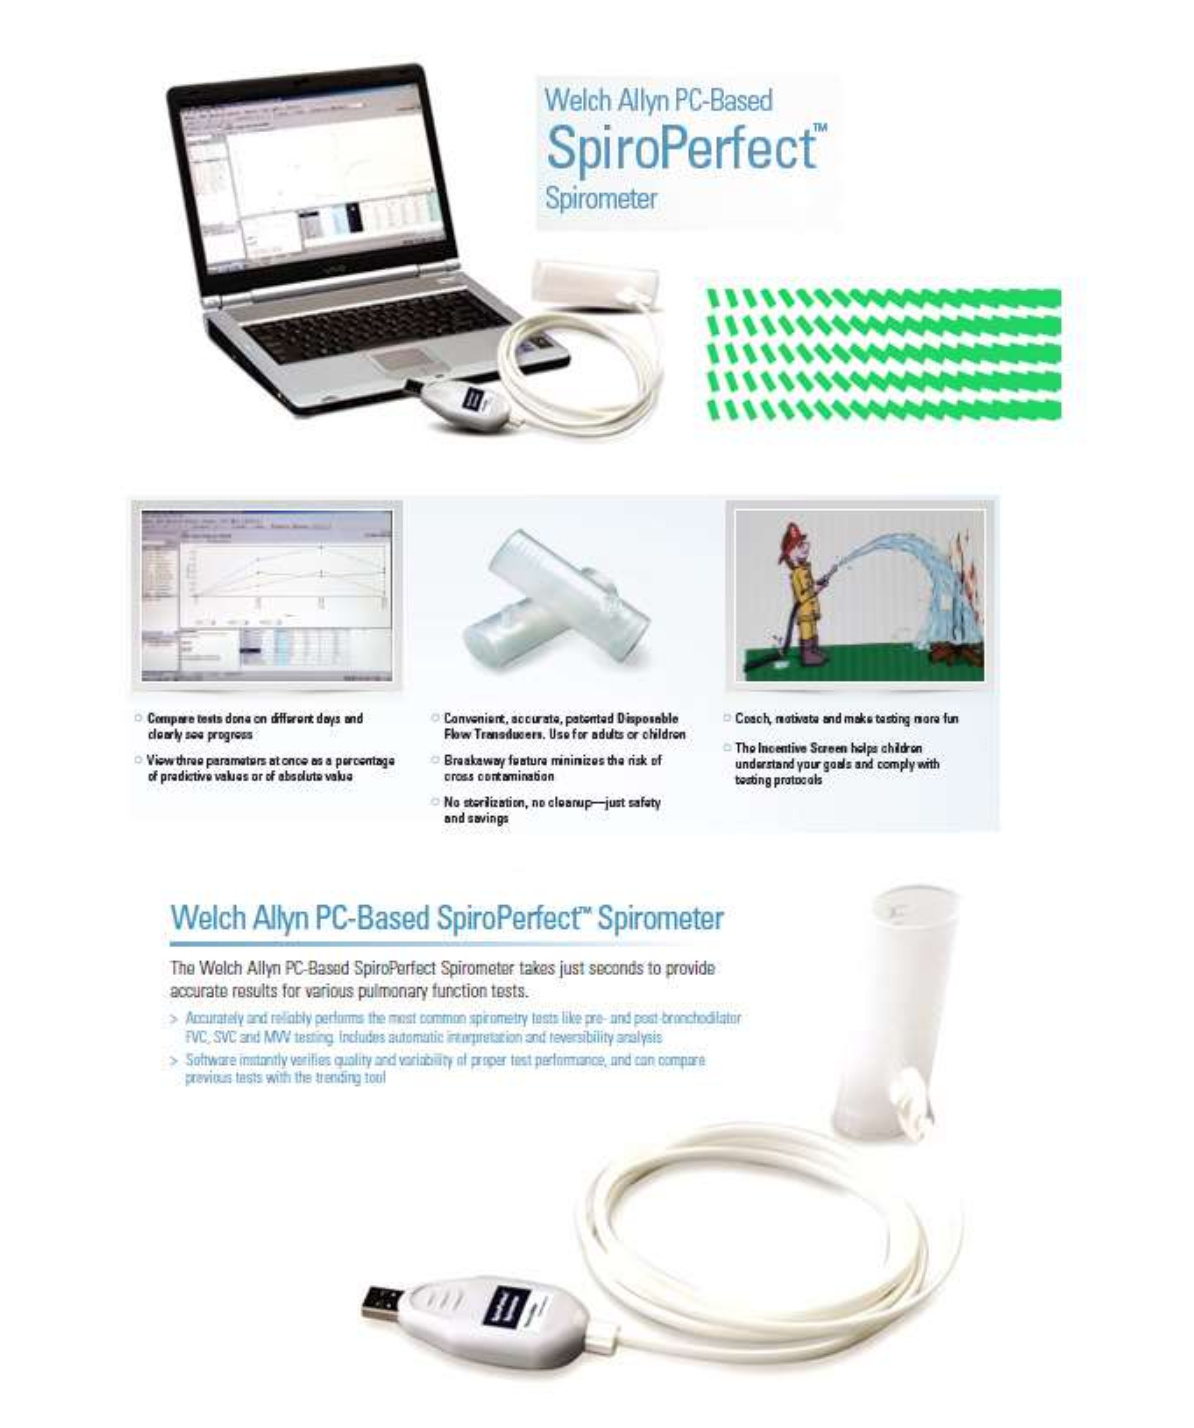 Welch Allyn PC-Based
SpiroPerfect™
Spirometer
○ Compare tests done on different days and
clearly see progress
○ View three parameters at once as a percentage
of predictive values or of absolute value
○ Convenient, accurate, patented Disposable
Flow Transducers. Use for adults or children
○ Breakaway feature minimizes the risk of
cross contamination
○ No sterilization, no cleanup—just safety
and savings
○ Coach, motivate and make testing more fun
○ The Incentive Screen helps children
understand your goals and comply with
testing protocols
Welch Allyn PC-Based SpiroPerfect™ Spirometer
The Welch Allyn PC-Based SpiroPerfect Spirometer takes just seconds to provide
accurate results for various pulmonary function tests.
> Accurately and reliably performs the most common spirometry tests like pre- and post-bronchodilator
FVC, SVC and MVV testing. Includes automatic interpretation and reversibility analysis
> Software instantly verifies quality and variability of proper test performance, and can compare
previous tests with the trending tool